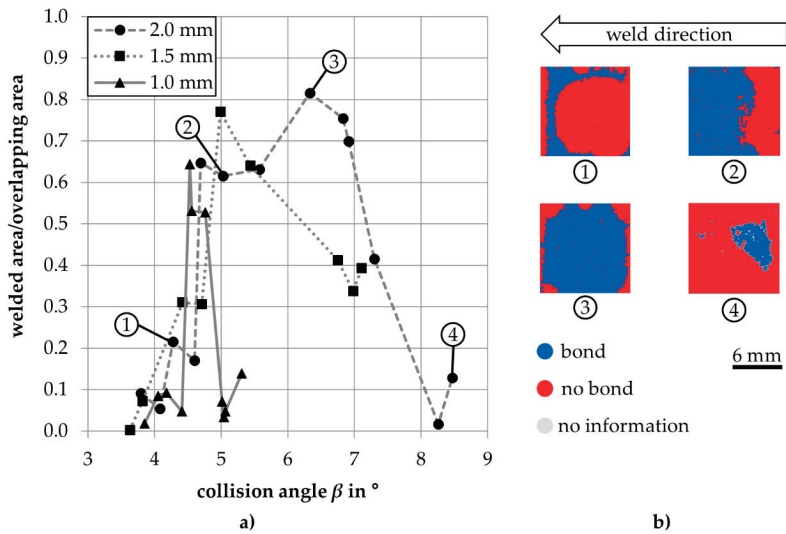 1.0
0.9
0.8
0.7
0.6
0.5
0.4
0.3
0.2
0.1
0.0
welded area/overlapping area
2.0 mm
1.5 mm
1.0 mm
1
2
3
4
3 4 5 6 7 8 9
collision angle β in °
a)
weld direction
1 2
3 4
bond
no bond
no information
6 mm
b)